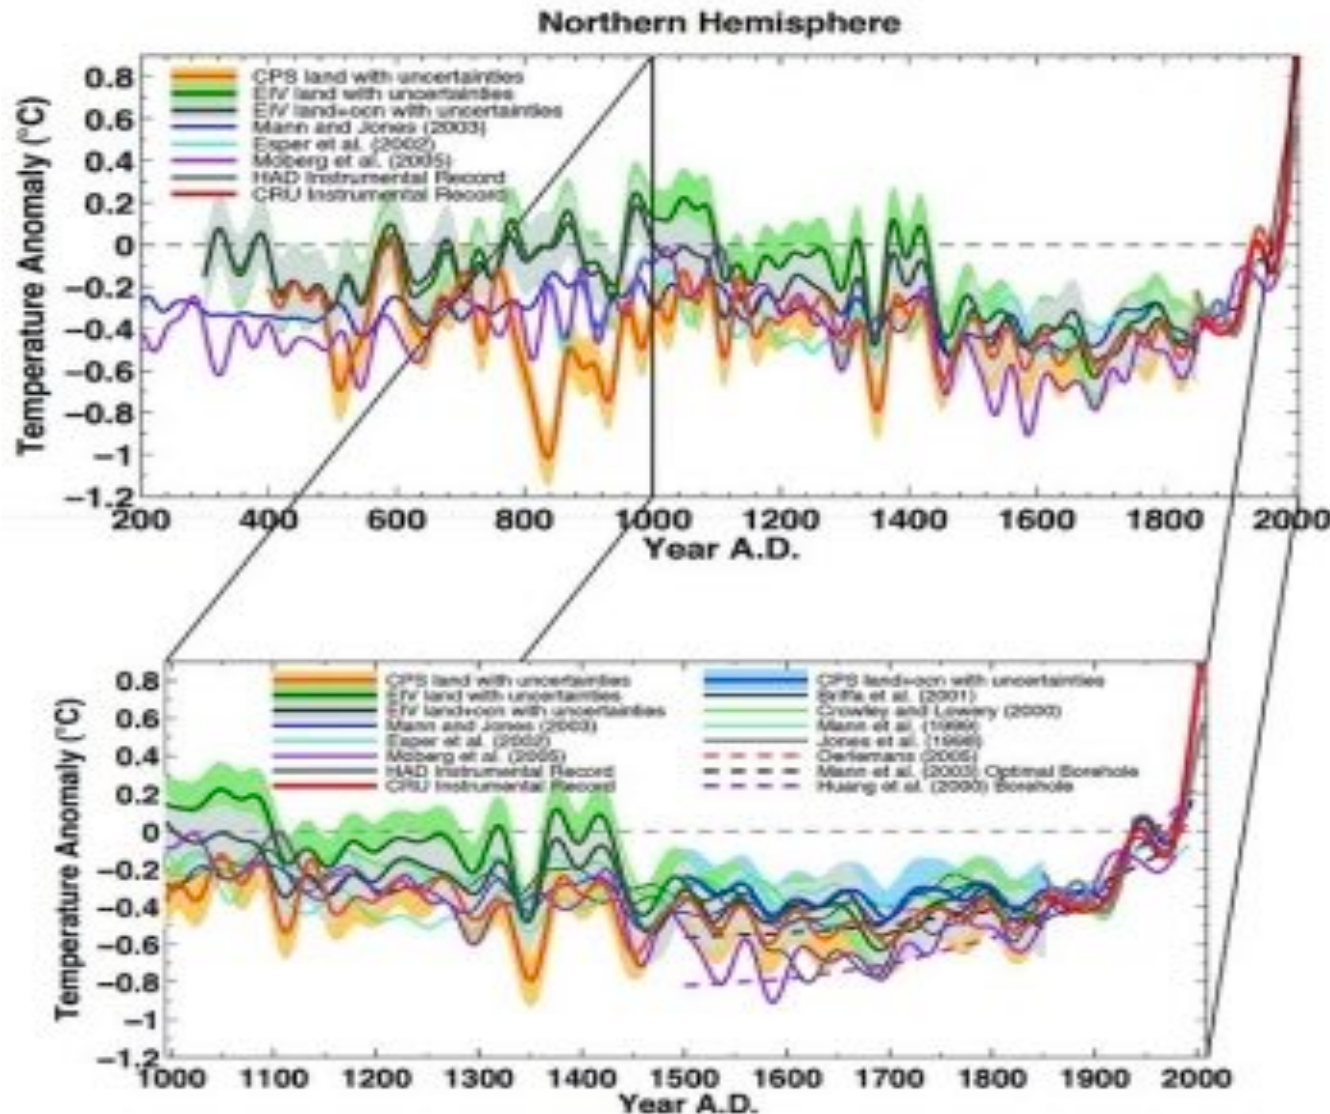 Northern Hemisphere
Temperature Anomaly (°C)
0.8
0.6
0.4
0.2
0
−0.2
−0.4
−0.6
−0.8
−1
−1.2
CPS land with uncertainties
EIV land with uncertainties
EIV land+ocn with uncertainties
Mann and Jones (2003)
Esper et al. (2002)
Moberg et al. (2005)
HAD Instrumental Record
CRU Instrumental Record
200 400 600 800 1000 1200 1400 1600 1800 2000
Year A.D.
Temperature Anomaly (°C)
0.8
0.6
0.4
0.2
0
−0.2
−0.4
−0.6
−0.8
−1
−1.2
CPS land with uncertainties
EIV land with uncertainties
EIV land+ocn with uncertainties
Mann and Jones (2003)
Esper et al. (2002)
Moberg et al. (2005)
HAD Instrumental Record
CRU Instrumental Record
CPS land+ocn with uncertainties
Briffa et al. (2001)
Crowley and Lowery (2000)
Mann et al. (1999)
Jones et al. (1998)
Oerlemans (2005)
Mann et al. (2003) Optimal Borehole
Huang et al. (2000) Borehole
1000 1100 1200 1300 1400 1500 1600 1700 1800 1900 2000
Year A.D.